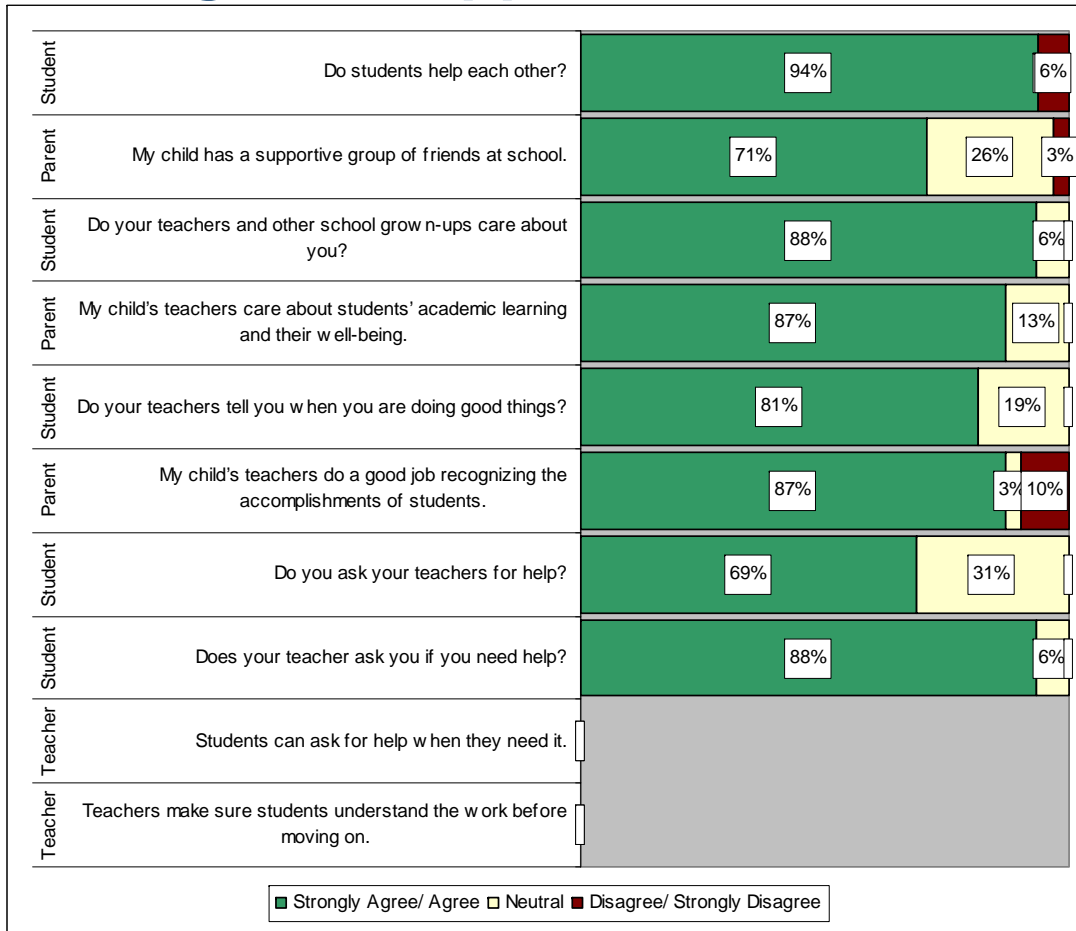 Student
Do students help each other?
94%
6%
Parent
My child has a supportive group of friends at school.
71%
26%
3%
Student
Do your teachers and other school grown-ups care about
you?
88%
6%
Parent
My child's teachers care about students' academic learning
and their well-being.
87%
13%
Student
Do your teachers tell you when you are doing good things?
81%
19%
Parent
My child's teachers do a good job recognizing the
accomplishments of students.
87%
3%
10%
Student
Do you ask your teachers for help?
69%
31%
Student
Does your teacher ask you if you need help?
88%
6%
Teacher
Students can ask for help when they need it.
Teacher
Teachers make sure students understand the work before
moving on.
Strongly Agree/ Agree Neutral Disagree/ Strongly Disagree